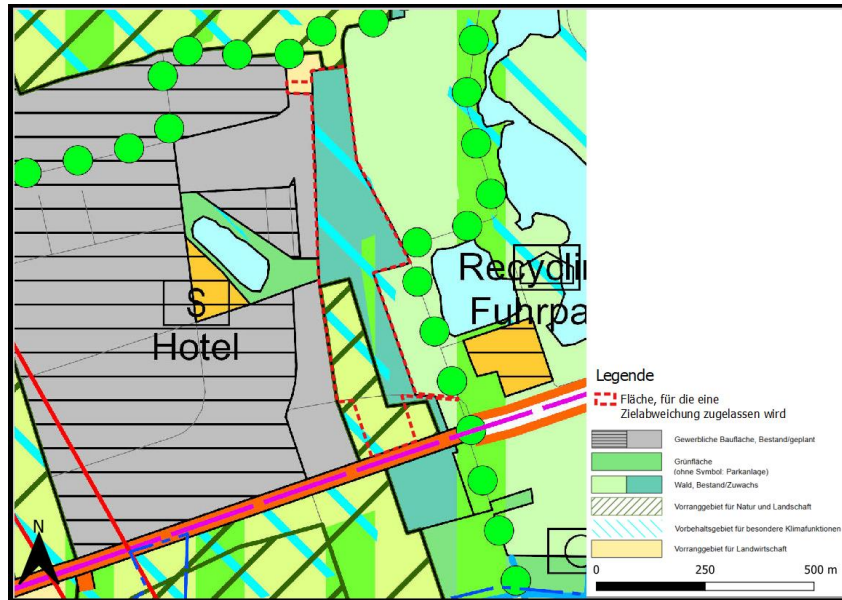 S
Hotel
Recyclin
Fuhrpa
N
Legende
Fläche, für die eine
Zielabweichung zugelassen wird
Gewerbliche Baufläche, Bestand/geplant
Grünfläche
(ohne Symbol: Parkanlage)
Wald, Bestand/Zuwachs
Vorranggebiet für Natur und Landschaft
Vorbehaltsgebiet für besondere Klimafunktionen
Vorranggebiet für Landwirtschaft
0 250 500 m